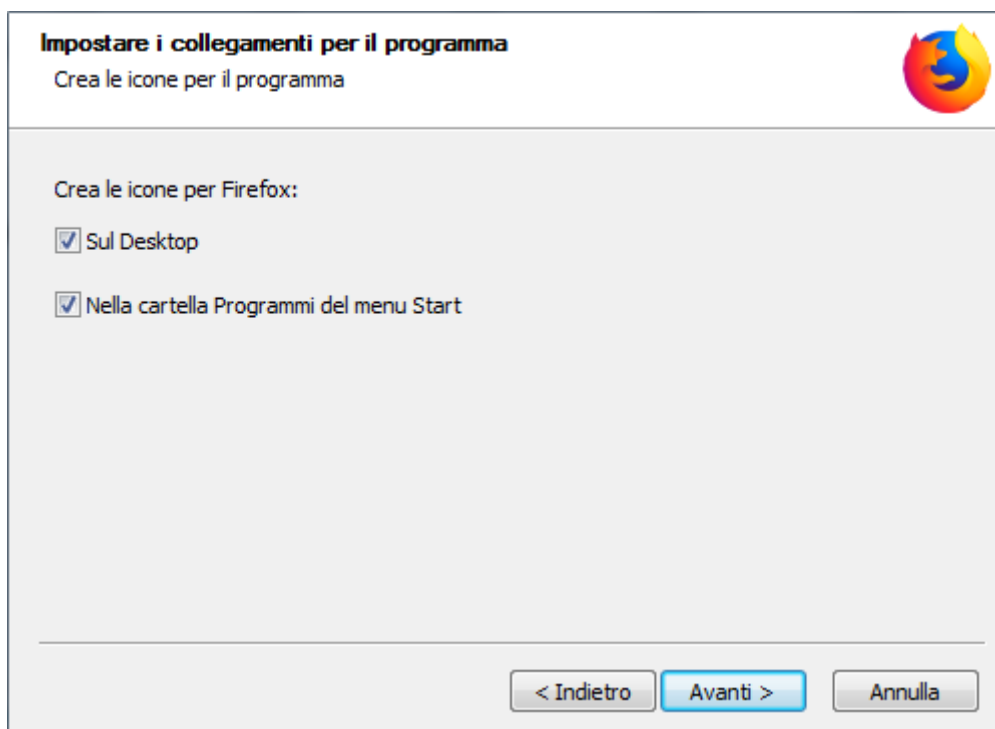 Impostare i collegamenti per il programma
Crea le icone per il programma
Crea le icone per Firefox:
Sul Desktop
Nella cartella Programmi del menu Start
< Indietro
Avanti >
Annulla